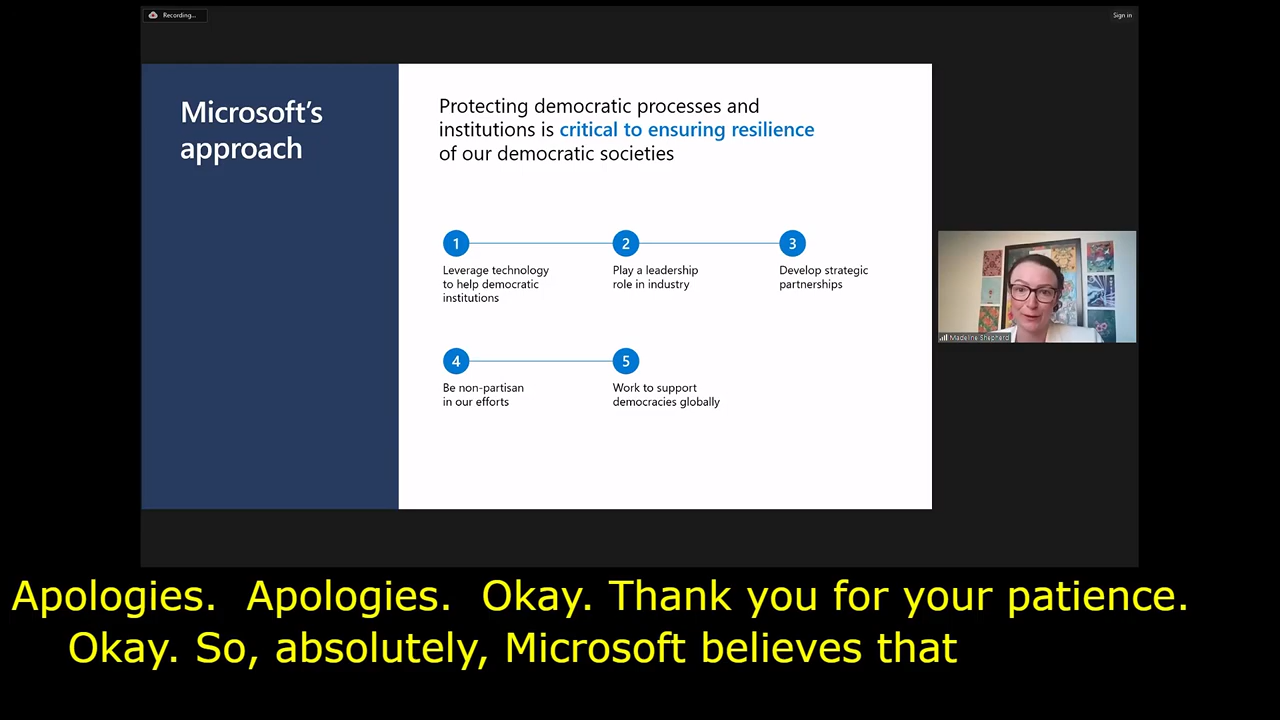 Recording...
Sign in
Microsoft's
approach
Protecting democratic processes and
institutions is critical to ensuring resilience
of our democratic societies
1
2
3
Leverage technology
to help democratic
institutions
Play a leadership
role in industry
Develop strategic
partnerships
4
5
Be non-partisan
in our efforts
Work to support
democracies globally
Madeline Shepherd
Apologies.  Apologies.  Okay. Thank you for your patience.
Okay. So, absolutely, Microsoft believes that